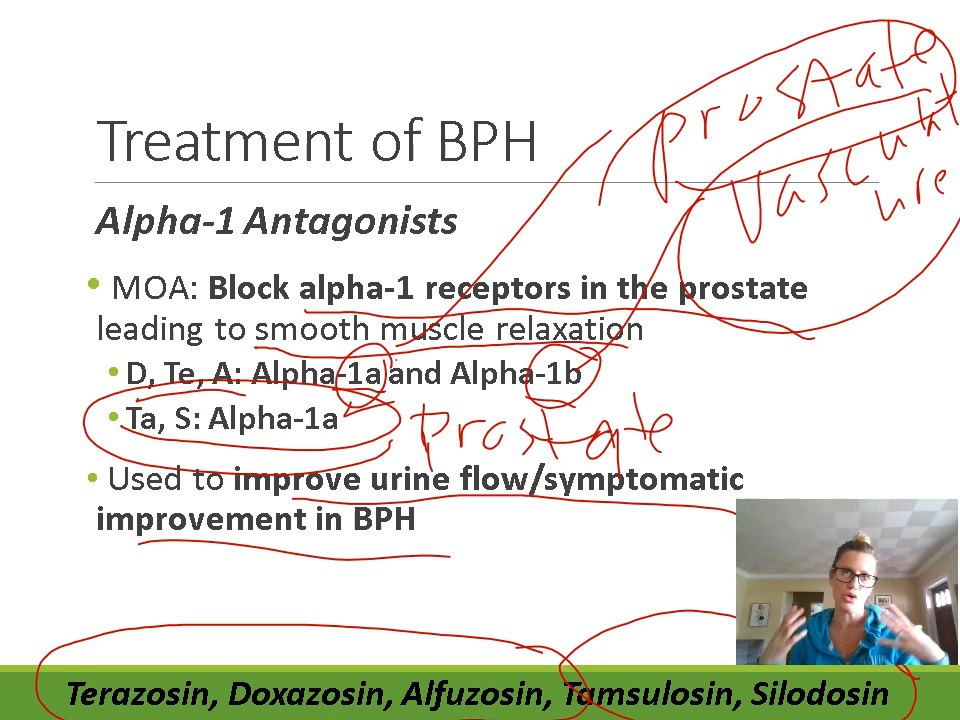 prostate
Vasculat
ure
Treatment of BPH
Alpha-1 Antagonists
• MOA: Block alpha-1 receptors in the prostate
leading to smooth muscle relaxation
• D, Te, A: Alpha-1a and Alpha-1b
• Ta, S: Alpha-1a
Prostate
• Used to improve urine flow/symptomatic
improvement in BPH
Terazosin, Doxazosin, Alfuzosin, Tamsulosin, Silodosin